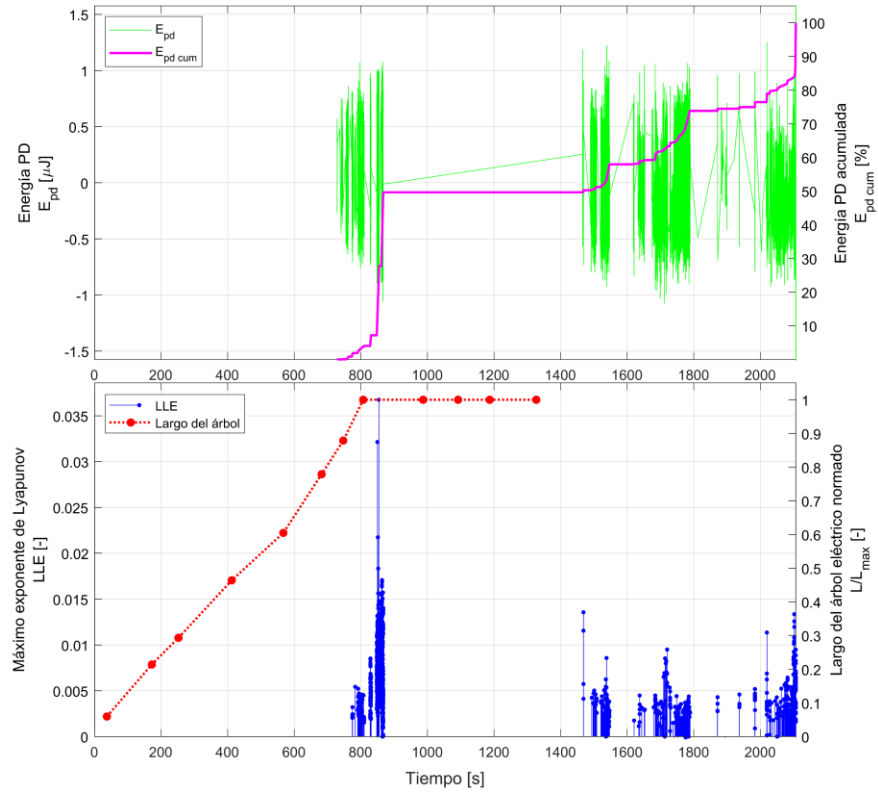 1.5
1
0.5
0
-0.5
-1
-1.5
Energía PD
E_pd [μJ]
E_pd
E_pd cum
100
90
80
70
60
50
40
30
20
10
Energía PD acumulada
E_pd cum [%]
0 200 400 600 800 1000 1200 1400 1600 1800 2000
0.035
0.03
0.025
0.02
0.015
0.01
0.005
0
Máximo exponente de Lyapunov
LLE [-]
LLE
Largo del árbol
1
0.9
0.8
0.7
0.6
0.5
0.4
0.3
0.2
0.1
0
Largo del árbol eléctrico normado
L/L_max [-]
0 200 400 600 800 1000 1200 1400 1600 1800 2000
Tiempo [s]